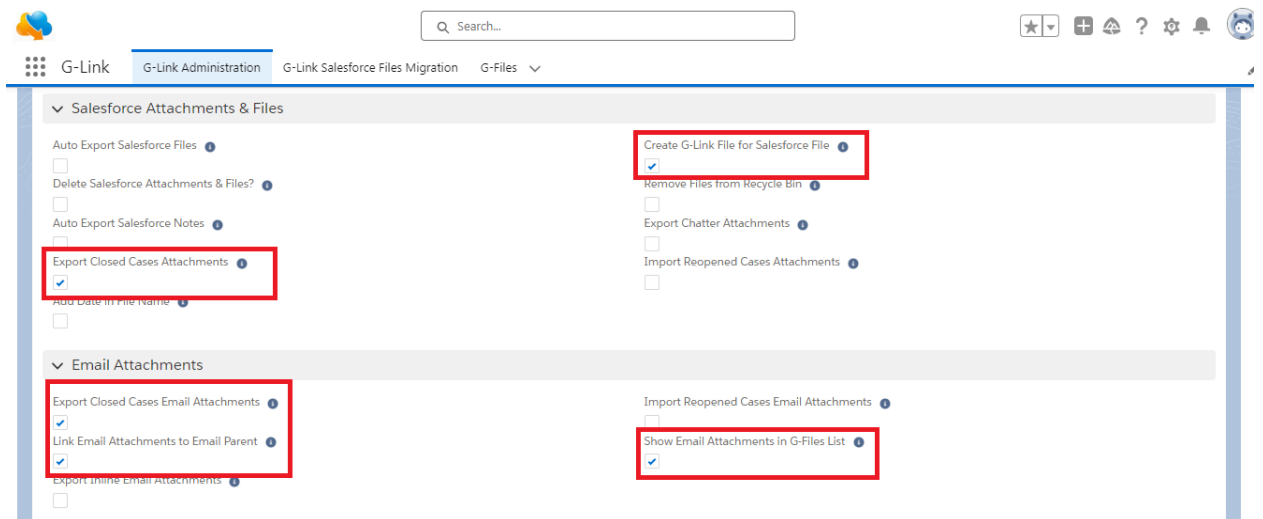 Search...
G-Link
G-Link Administration
G-Link Salesforce Files Migration
G-Files
Salesforce Attachments & Files
Auto Export Salesforce Files
Create G-Link File for Salesforce File
Delete Salesforce Attachments & Files?
Remove Files from Recycle Bin
Auto Export Salesforce Notes
Export Chatter Attachments
Export Closed Cases Attachments
Import Reopened Cases Attachments
Add Date in File Name
Email Attachments
Export Closed Cases Email Attachments
Import Reopened Cases Email Attachments
Link Email Attachments to Email Parent
Show Email Attachments in G-Files List
Export Inline Email Attachments